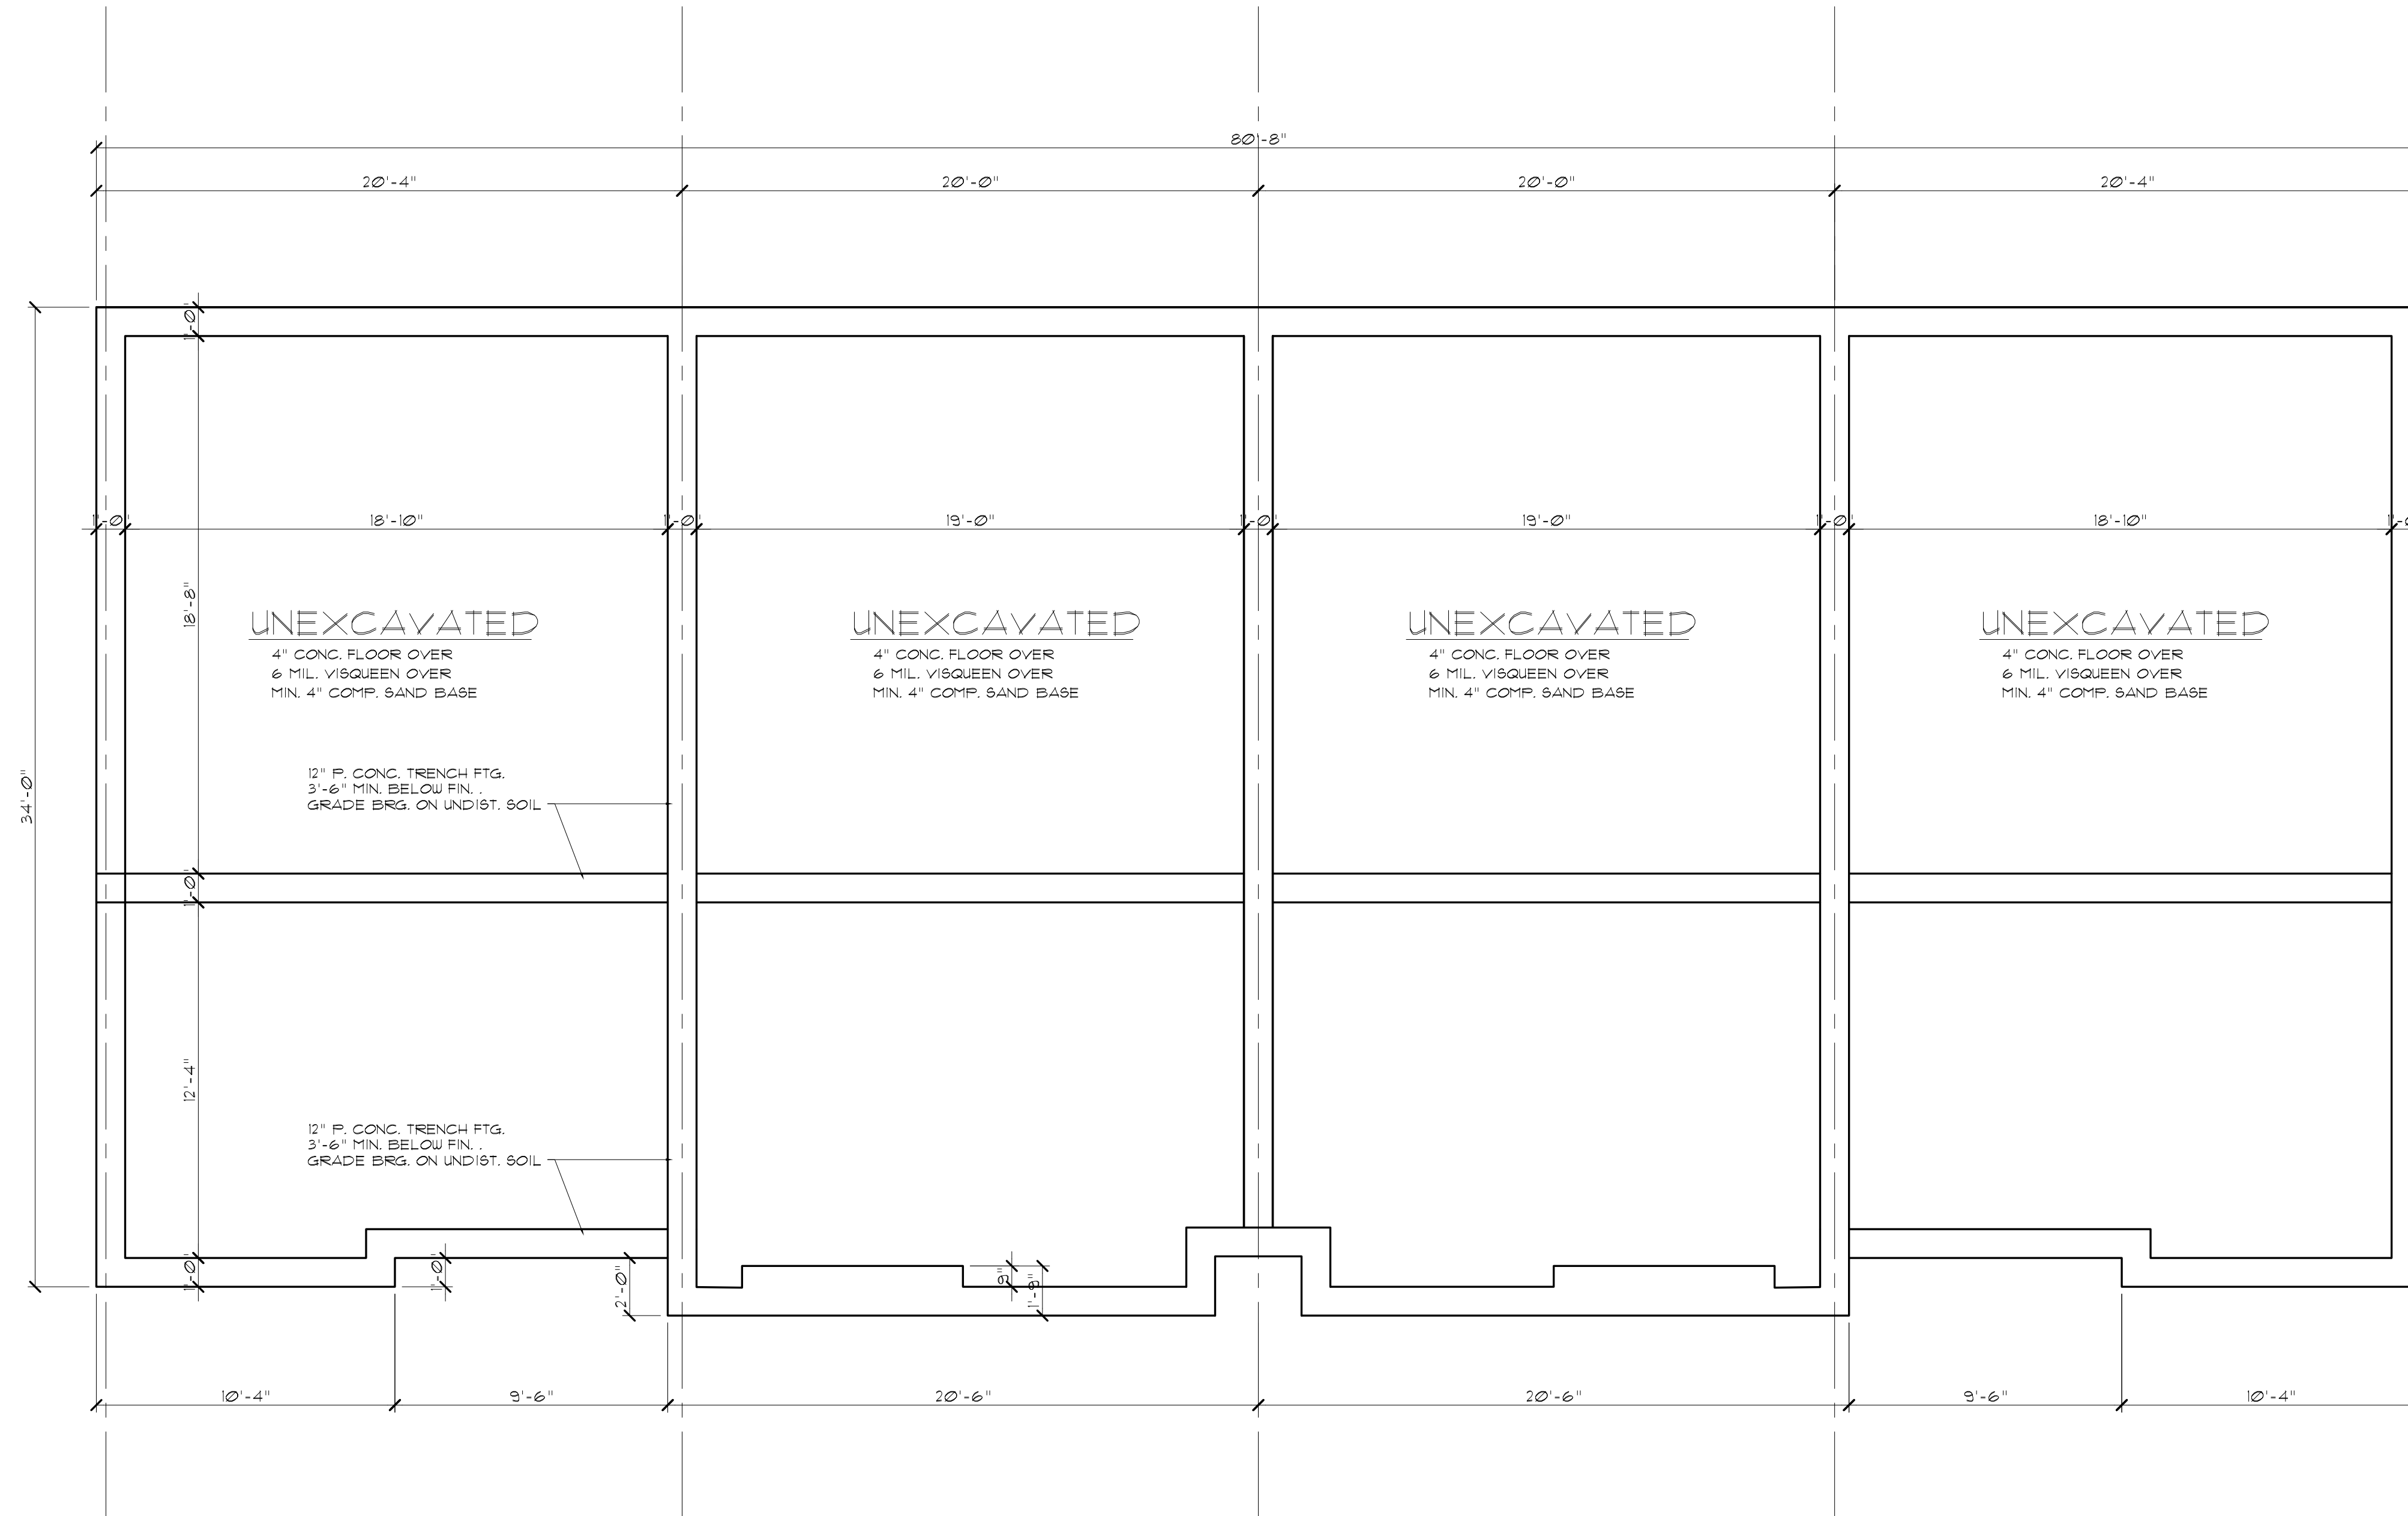 80'-8"
20'-4"
20'-0"
20'-0"
20'-4"
1'-0"
1'-0"
18'-10"
1'-0"
19'-0"
1'-0"
19'-0"
1'-0"
18'-10"
18'-8"
UNEXCAVATED
4" CONC. FLOOR OVER
6 MIL. VISQUEEN OVER
MIN. 4" COMP. SAND BASE
UNEXCAVATED
4" CONC. FLOOR OVER
6 MIL. VISQUEEN OVER
MIN. 4" COMP. SAND BASE
UNEXCAVATED
4" CONC. FLOOR OVER
6 MIL. VISQUEEN OVER
MIN. 4" COMP. SAND BASE
UNEXCAVATED
4" CONC. FLOOR OVER
6 MIL. VISQUEEN OVER
MIN. 4" COMP. SAND BASE
34'-0"
12" P. CONC. TRENCH FTG.
3'-6" MIN. BELOW FIN. .
GRADE BRG. ON UNDIST. SOIL
1'-0"
12'-4"
12" P. CONC. TRENCH FTG.
3'-6" MIN. BELOW FIN. .
GRADE BRG. ON UNDIST. SOIL
1'-0"
1'-0"
2'-0"
9"
1'-9"
10'-4"
9'-6"
20'-6"
20'-6"
9'-6"
10'-4"